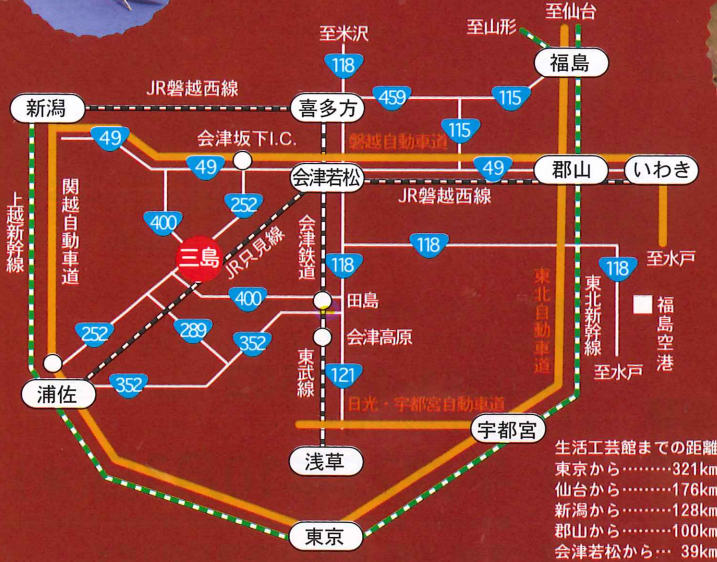 至仙台
至山形
至米沢
福島
118
JR磐越西線
459
115
新潟
喜多方
115
49
会津坂下I.C.
磐越自動車道
49
49
会津若松
郡山
いわき
JR磐越西線
252
400
上越新幹線
関越自動車道
三島
JR只見線
会津鉄道
118
118
118
至水戸
東北自動車道
東北新幹線
福島空港
400
田島
252
289
352
会津高原
352
東武線
121
至水戸
浦佐
日光・宇都宮自動車道
宇都宮
浅草
東京
生活工芸館までの距離
東京から………321km
仙台から………176km
新潟から………128km
郡山から………100km
会津若松から… 39km